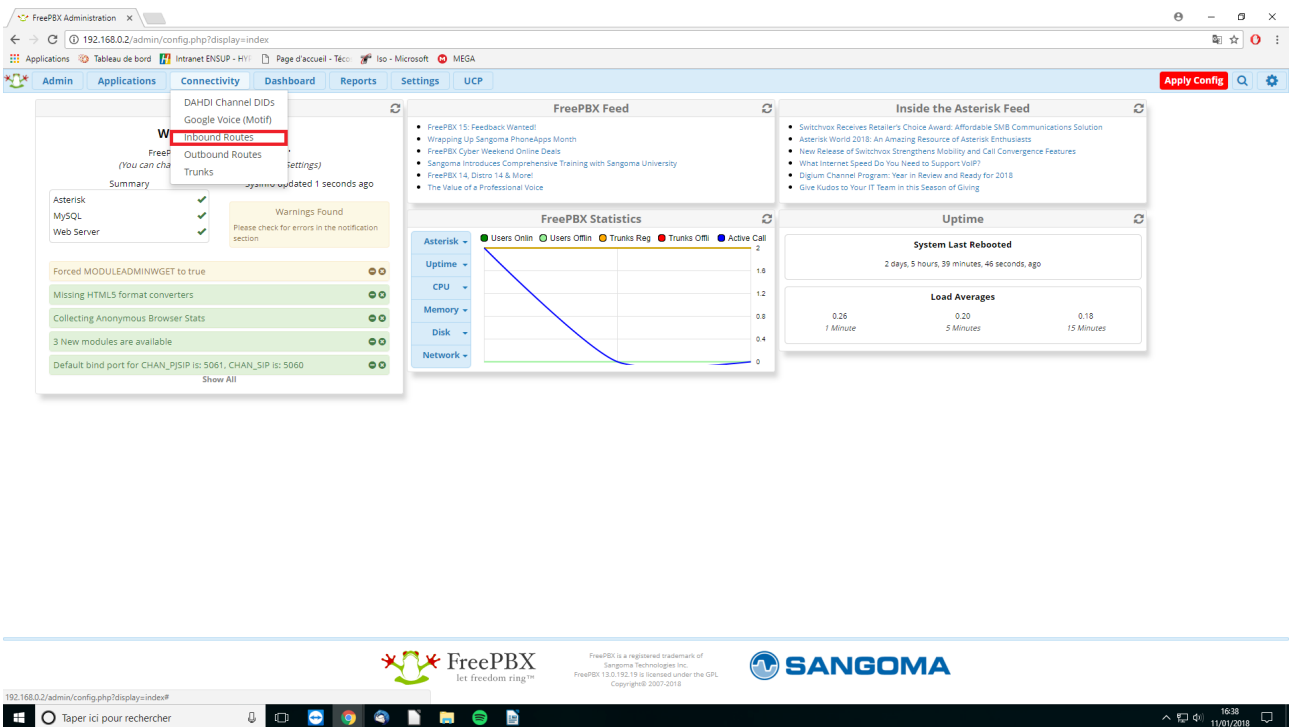 FreePBX Administration
192.168.0.2/admin/config.php?display=index
Applications Tableau de bord Intranet ENSUP - HY Page d'accueil - Téco Iso - Microsoft MEGA
Admin Applications Connectivity Dashboard Reports Settings UCP Apply Config
DAHDI Channel DIDs
Google Voice (Motif)
Inbound Routes
Outbound Routes
Trunks
W
FreeP
(You can cha ettings)
Summary
SysInfo updated 1 seconds ago
Asterisk
MySQL
Web Server
Warnings Found
Please check for errors in the notification
section
Forced MODULEADMINWGET to true
Missing HTML5 format converters
Collecting Anonymous Browser Stats
3 New modules are available
Default bind port for CHAN_PJSIP is: 5061, CHAN_SIP is: 5060
Show All
FreePBX Feed
FreePBX 15: Feedback Wanted!
Wrapping Up Sangoma PhoneApps Month
FreePBX Cyber Weekend Online Deals
Sangoma Introduces Comprehensive Training with Sangoma University
FreePBX 14, Distro 14 & More!
The Value of a Professional Voice
Inside the Asterisk Feed
Switchvox Receives Retailer's Choice Award: Affordable SMB Communications Solution
Asterisk World 2018: An Amazing Resource of Asterisk Enthusiasts
New Release of Switchvox Strengthens Mobility and Call Convergence Features
What Internet Speed Do You Need to Support VoIP?
Digium Channel Program: Year in Review and Ready for 2018
Give Kudos to Your IT Team in this Season of Giving
FreePBX Statistics
Asterisk
Uptime
CPU
Memory
Disk
Network
Users Onlin Users Offlin Trunks Reg Trunks Offli Active Call
2
1.6
1.2
0.8
0.4
0
Uptime
System Last Rebooted
2 days, 5 hours, 39 minutes, 46 seconds, ago
Load Averages
0.26 0.20 0.18
1 Minute 5 Minutes 15 Minutes
FreePBX
let freedom ring™
FreePBX is a registered trademark of
Sangoma Technologies Inc.
FreePBX 13.0.192.19 is licensed under the GPL
Copyright© 2007-2018
SANGOMA
192.168.0.2/admin/config.php?display=index#
Taper ici pour rechercher
16:38
11/01/2018